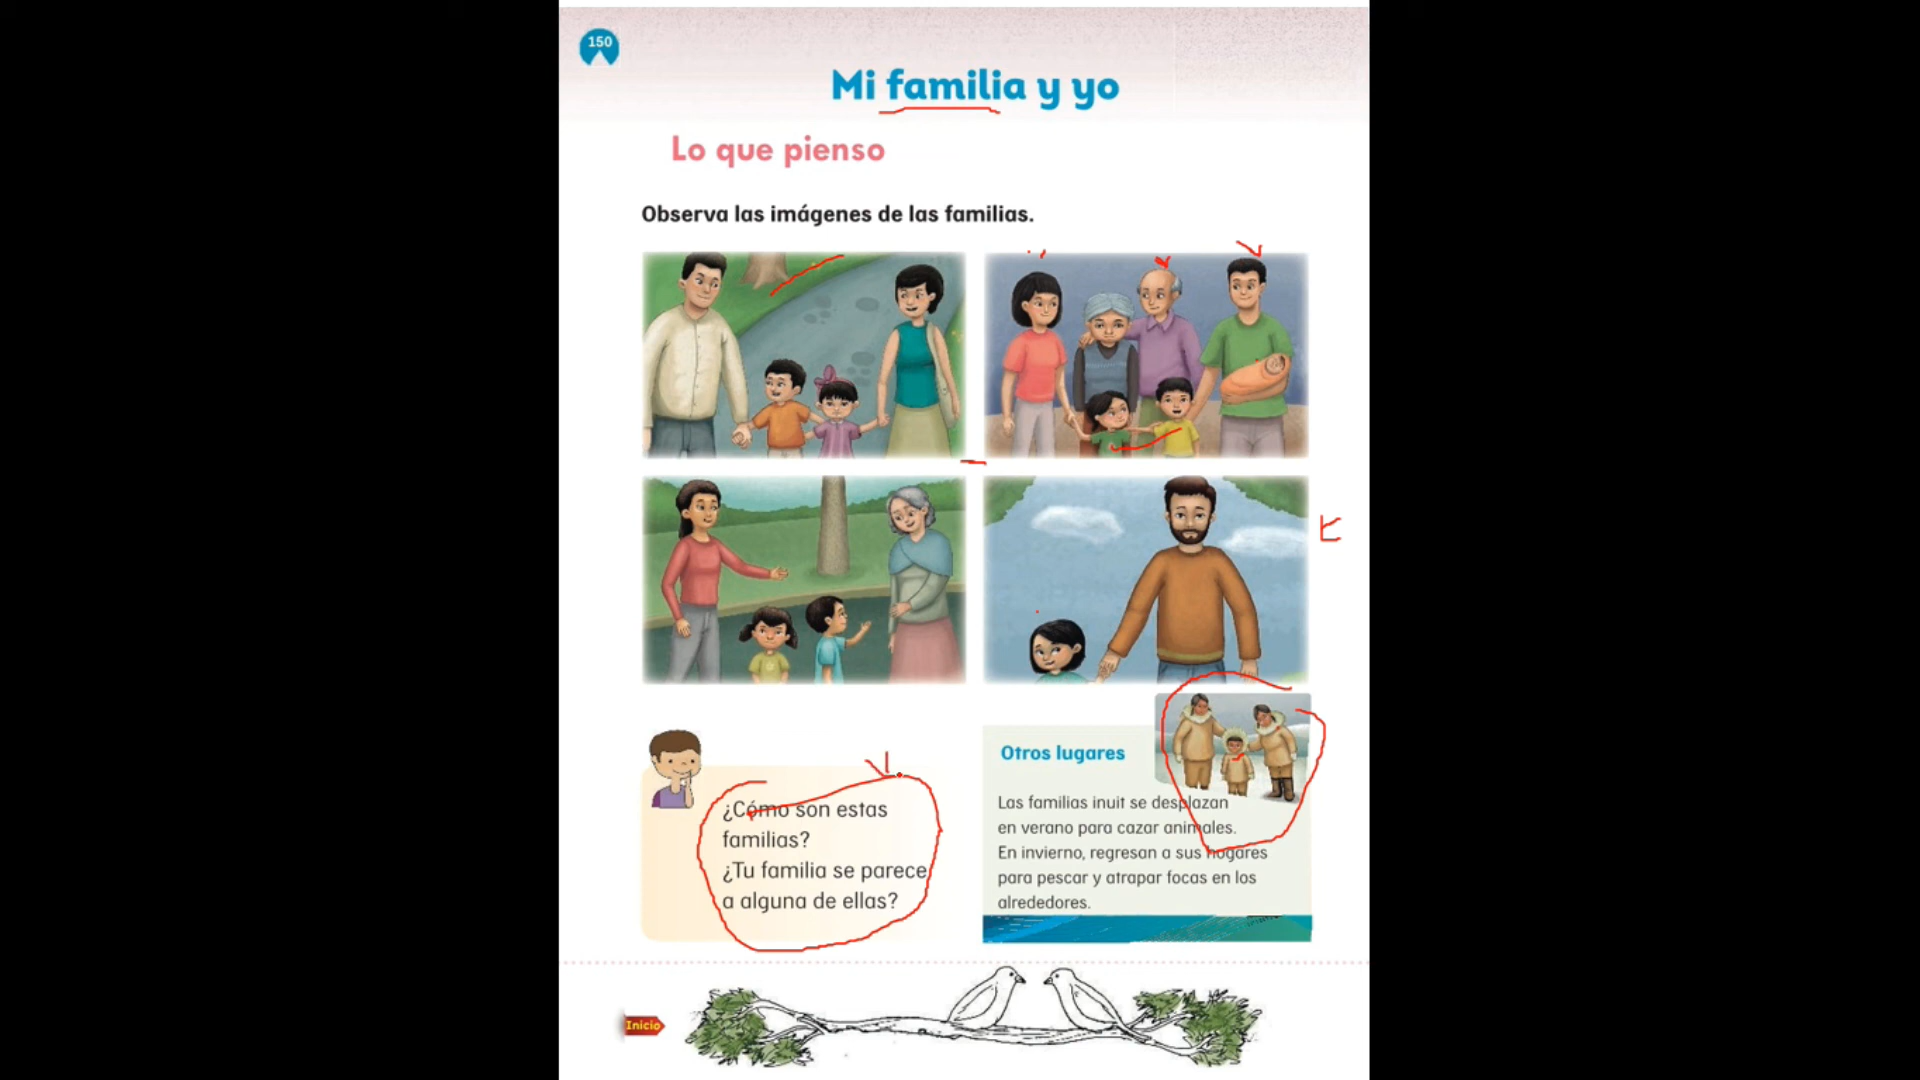 150
Mi familia y yo
Lo que pienso
Observa las imágenes de las familias.
¿Cómo son estas
familias?
¿Tu familia se parece
a alguna de ellas?
Otros lugares
Las familias inuit se desplazan
en verano para cazar animales.
En invierno, regresan a sus hogares
para pescar y atrapar focas en los
alrededores.
Inicio